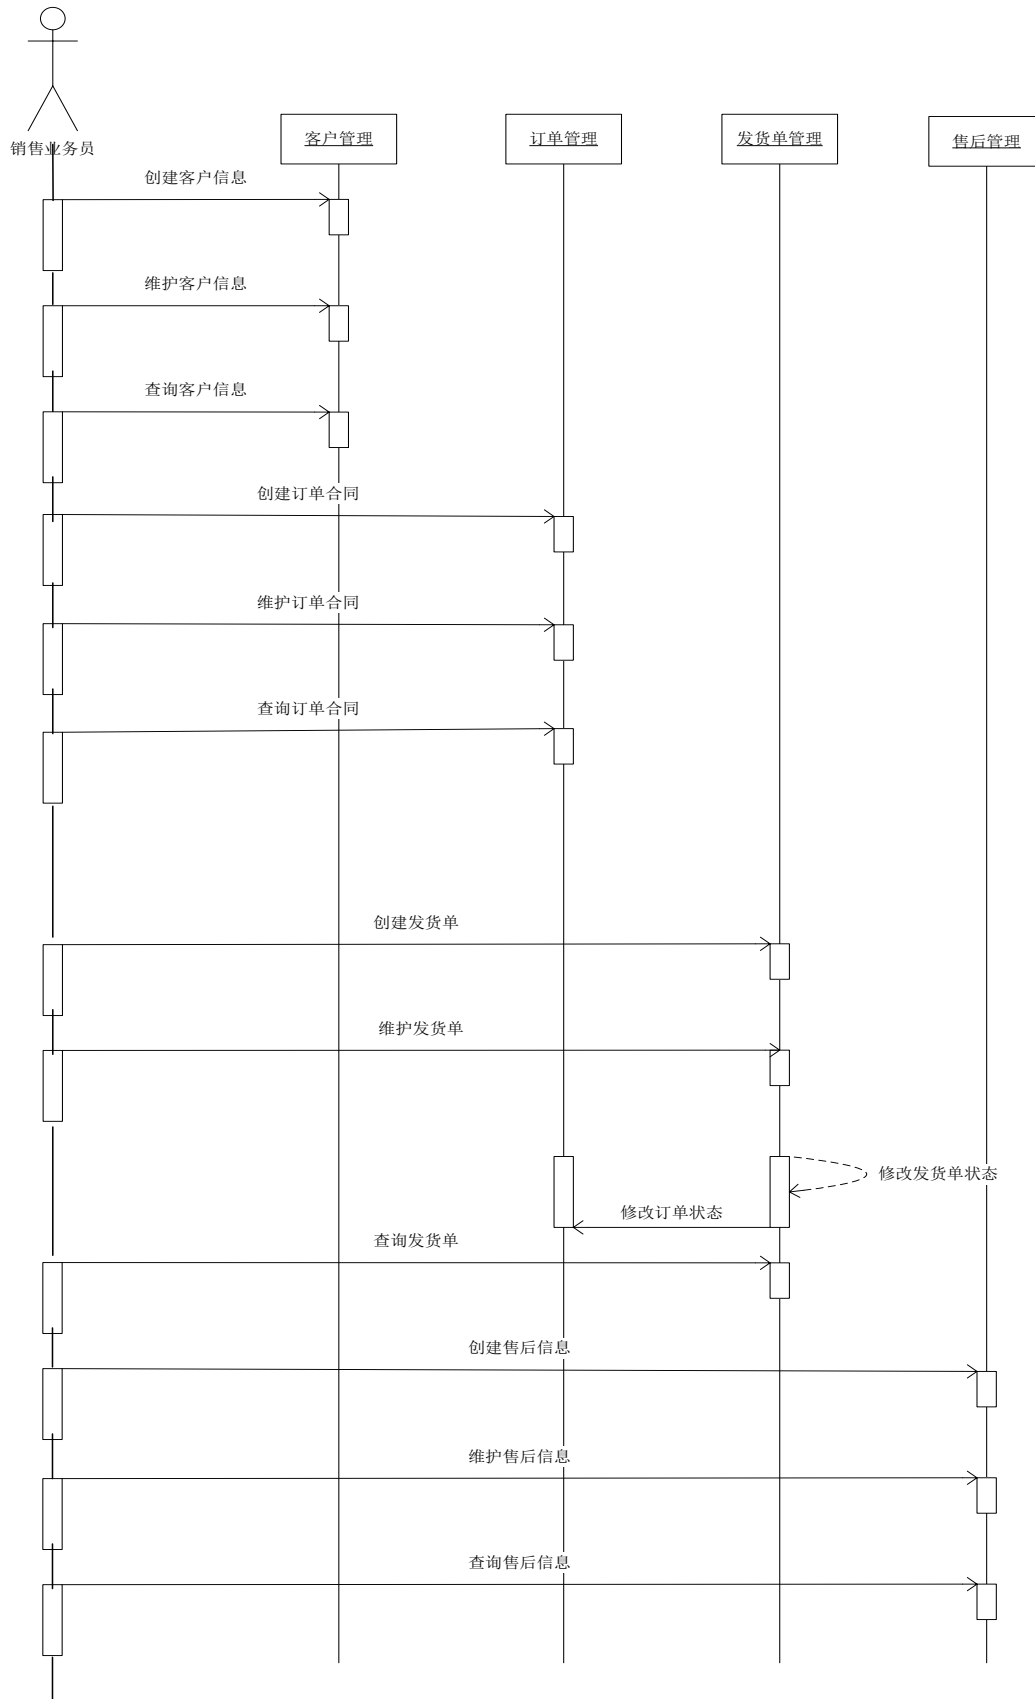 销售业务员
客户管理
订单管理
发货单管理
售后管理
创建客户信息
维护客户信息
查询客户信息
创建订单合同
维护订单合同
查询订单合同
创建发货单
维护发货单
修改发货单状态
修改订单状态
查询发货单
创建售后信息
维护售后信息
查询售后信息